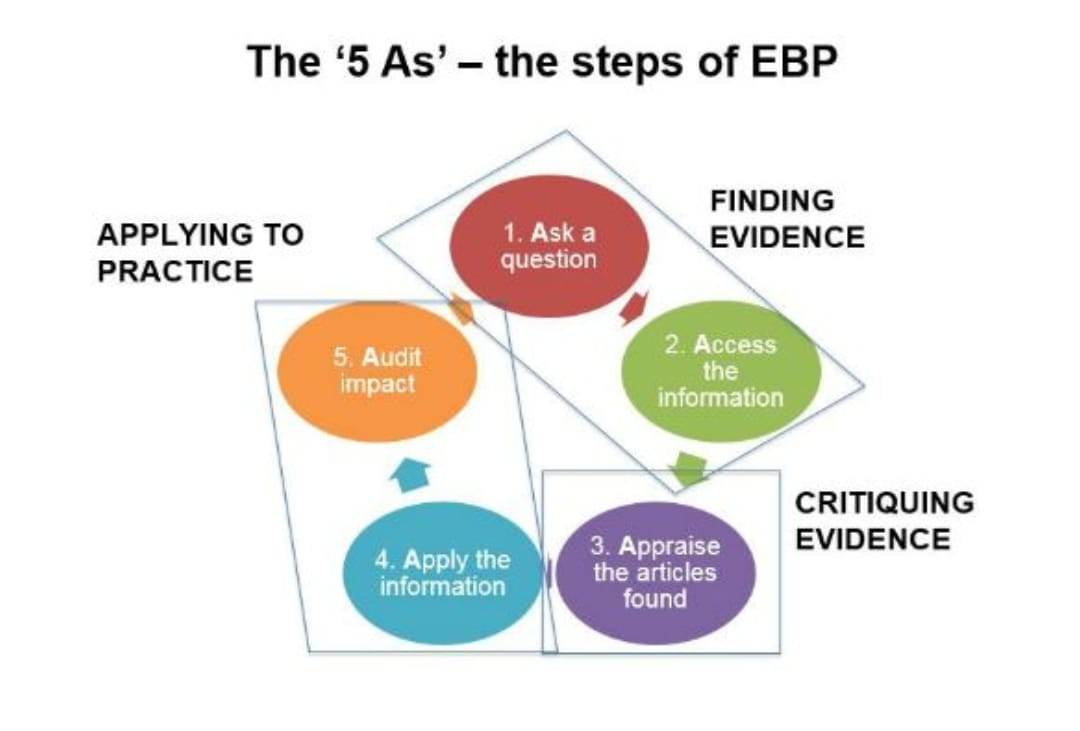 The ‘5 As’ – the steps of EBP
FINDING
EVIDENCE
APPLYING TO
PRACTICE
1. Ask a
question
2. Access
the
information
5. Audit
impact
CRITIQUING
EVIDENCE
3. Appraise
the articles
found
4. Apply the
information